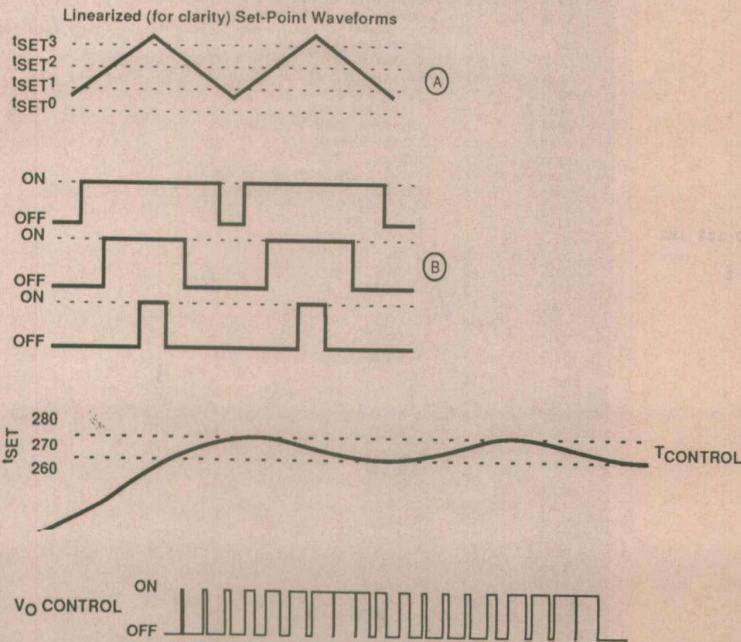 Linearized (for clarity) Set-Point Waveforms
tSET3
tSET2
tSET1
tSET0
A
ON
OFF
ON
B
OFF
ON
OFF
tSET
280
270
260
TCONTROL
ON
VO CONTROL
OFF